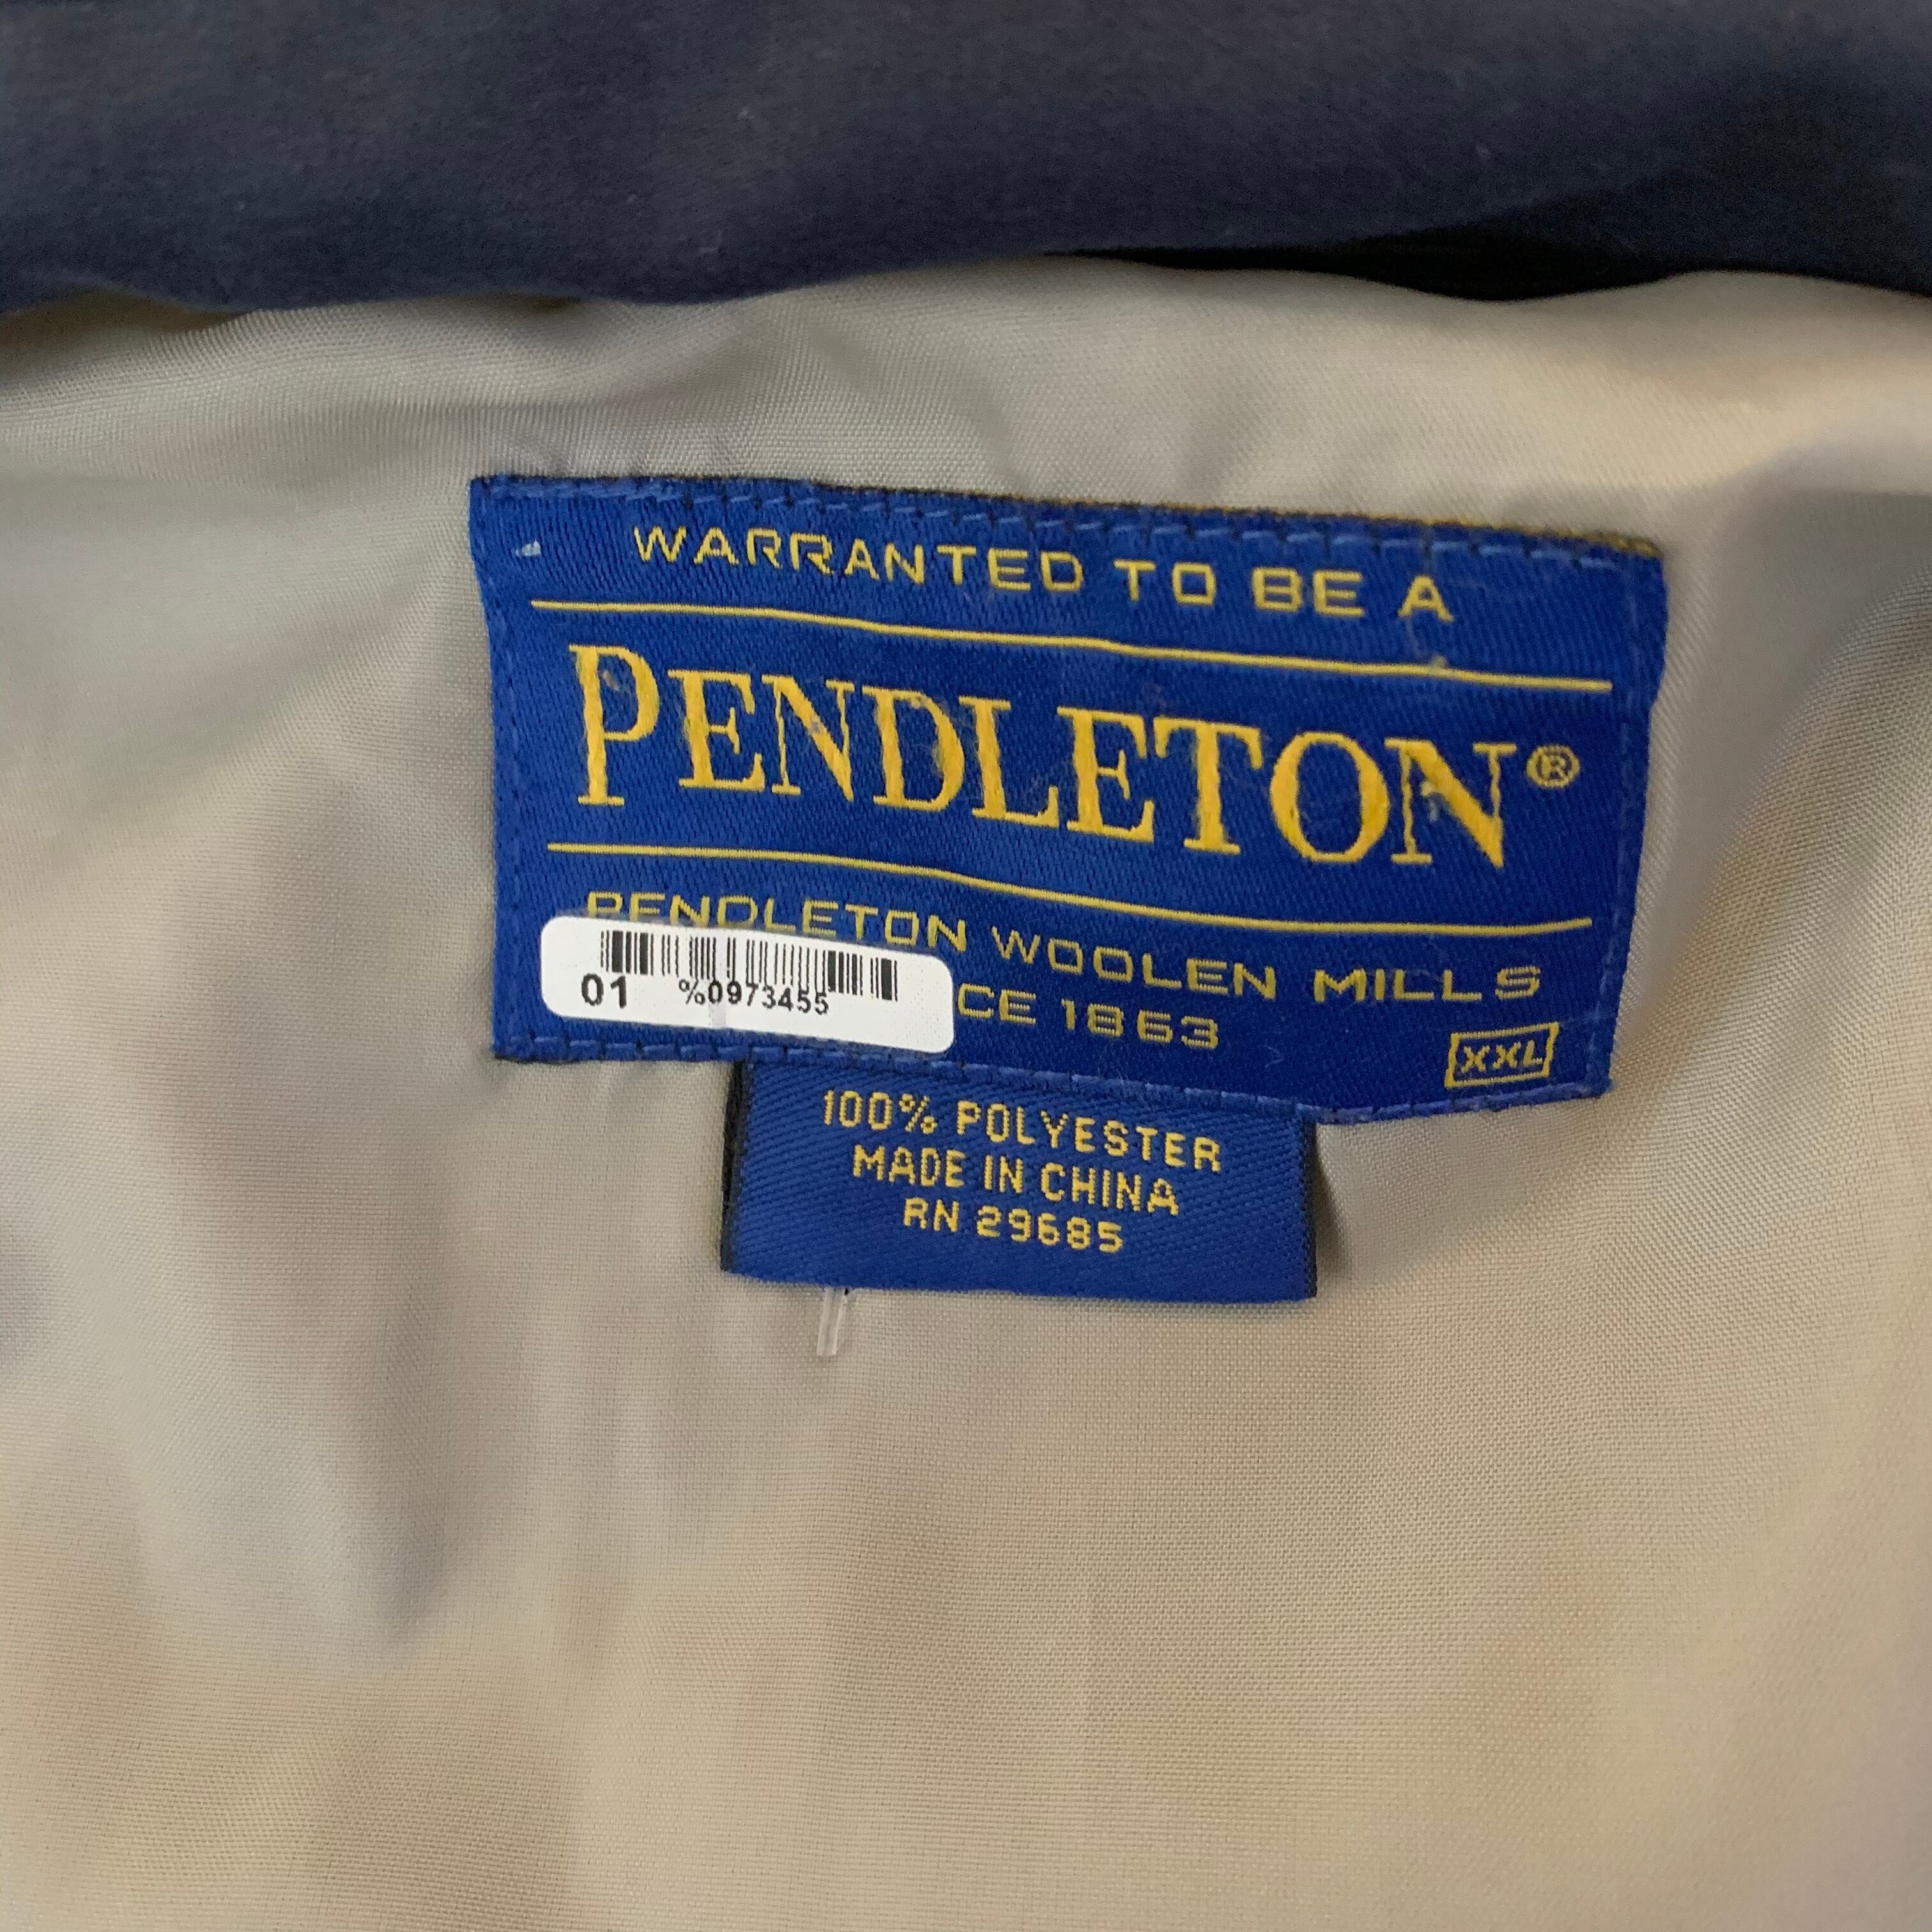 WARRANTED TO BE A
PENDLETON®
PENDLETON WOOLEN MILLS
CE 1863
XXL
01 %0973455
100% POLYESTER
MADE IN CHINA
RN 29685